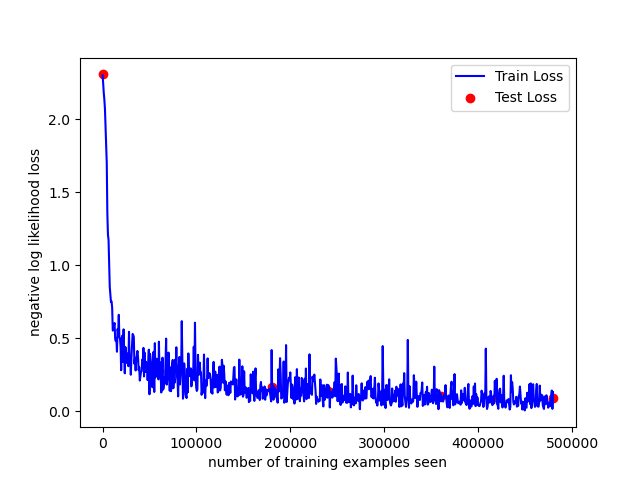 Train Loss
Test Loss
negative log likelihood loss
2.0
1.5
1.0
0.5
0.0
0
100000
200000
300000
400000
500000
number of training examples seen